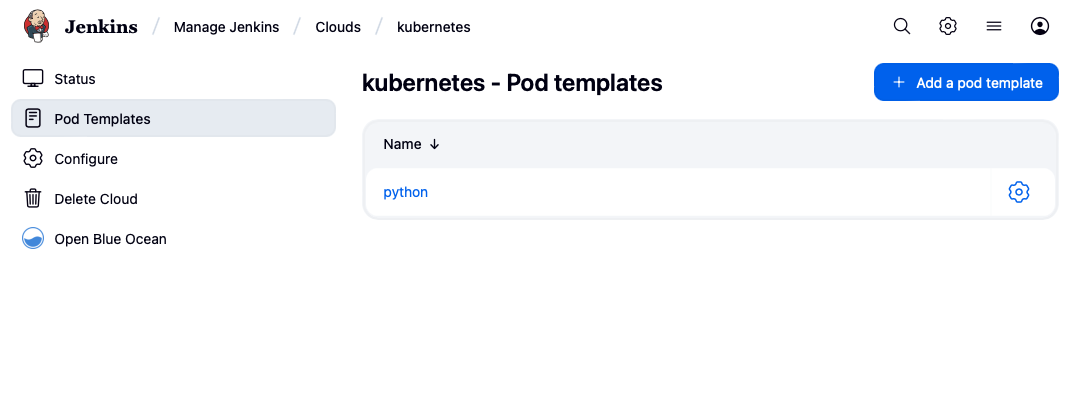 Jenkins / Manage Jenkins / Clouds / kubernetes
Status
Pod Templates
Configure
Delete Cloud
Open Blue Ocean
kubernetes - Pod templates
+ Add a pod template
Name ↓
python